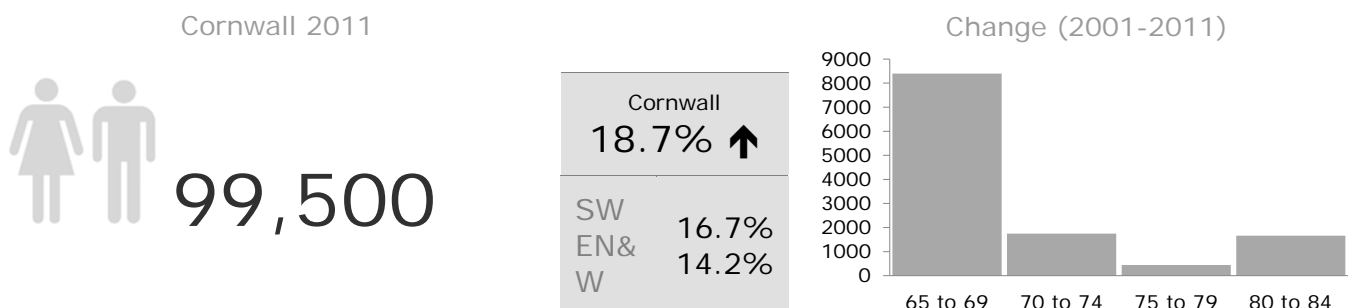 Cornwall 2011
99,500
Cornwall
18.7%
SW
EN&
W
16.7%
14.2%
Change (2001-2011)
9000
8000
7000
6000
5000
4000
3000
2000
1000
0
65 to 69 70 to 74 75 to 79 80 to 84